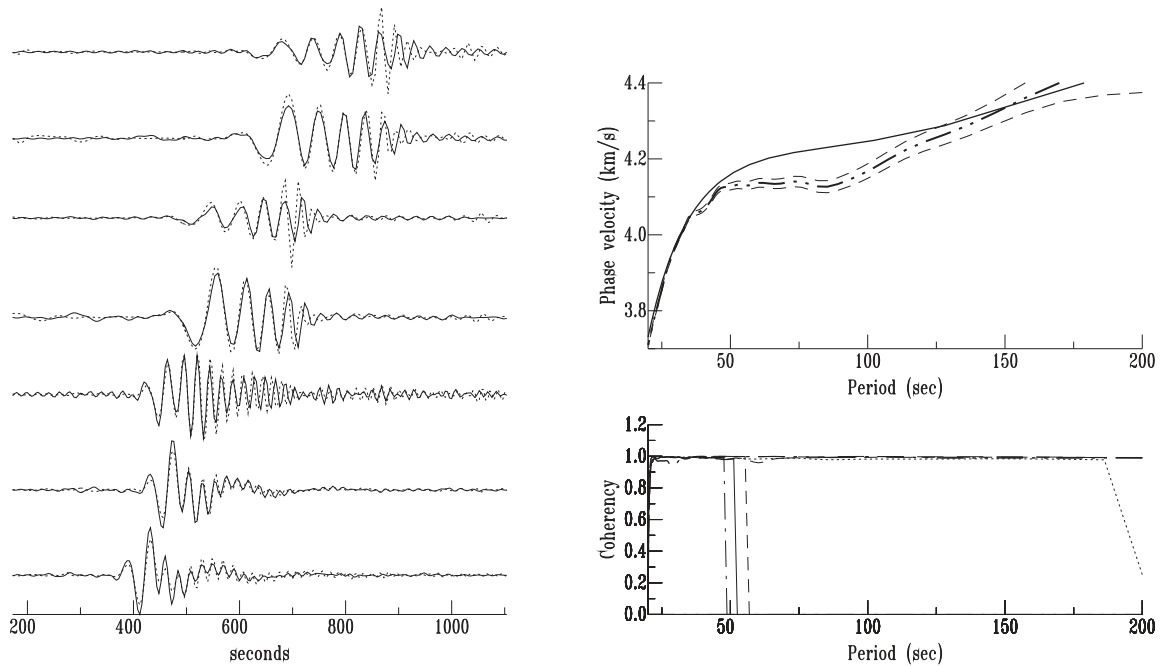 200 400 600 800 1000
seconds
4.4
4.2
4.0
3.8
Phase velocity (km/s)
50 100 150 200
Period (sec)
1.2
1.0
0.8
0.6
0.4
0.2
0.0
Coherency
50 100 150 200
Period (sec)